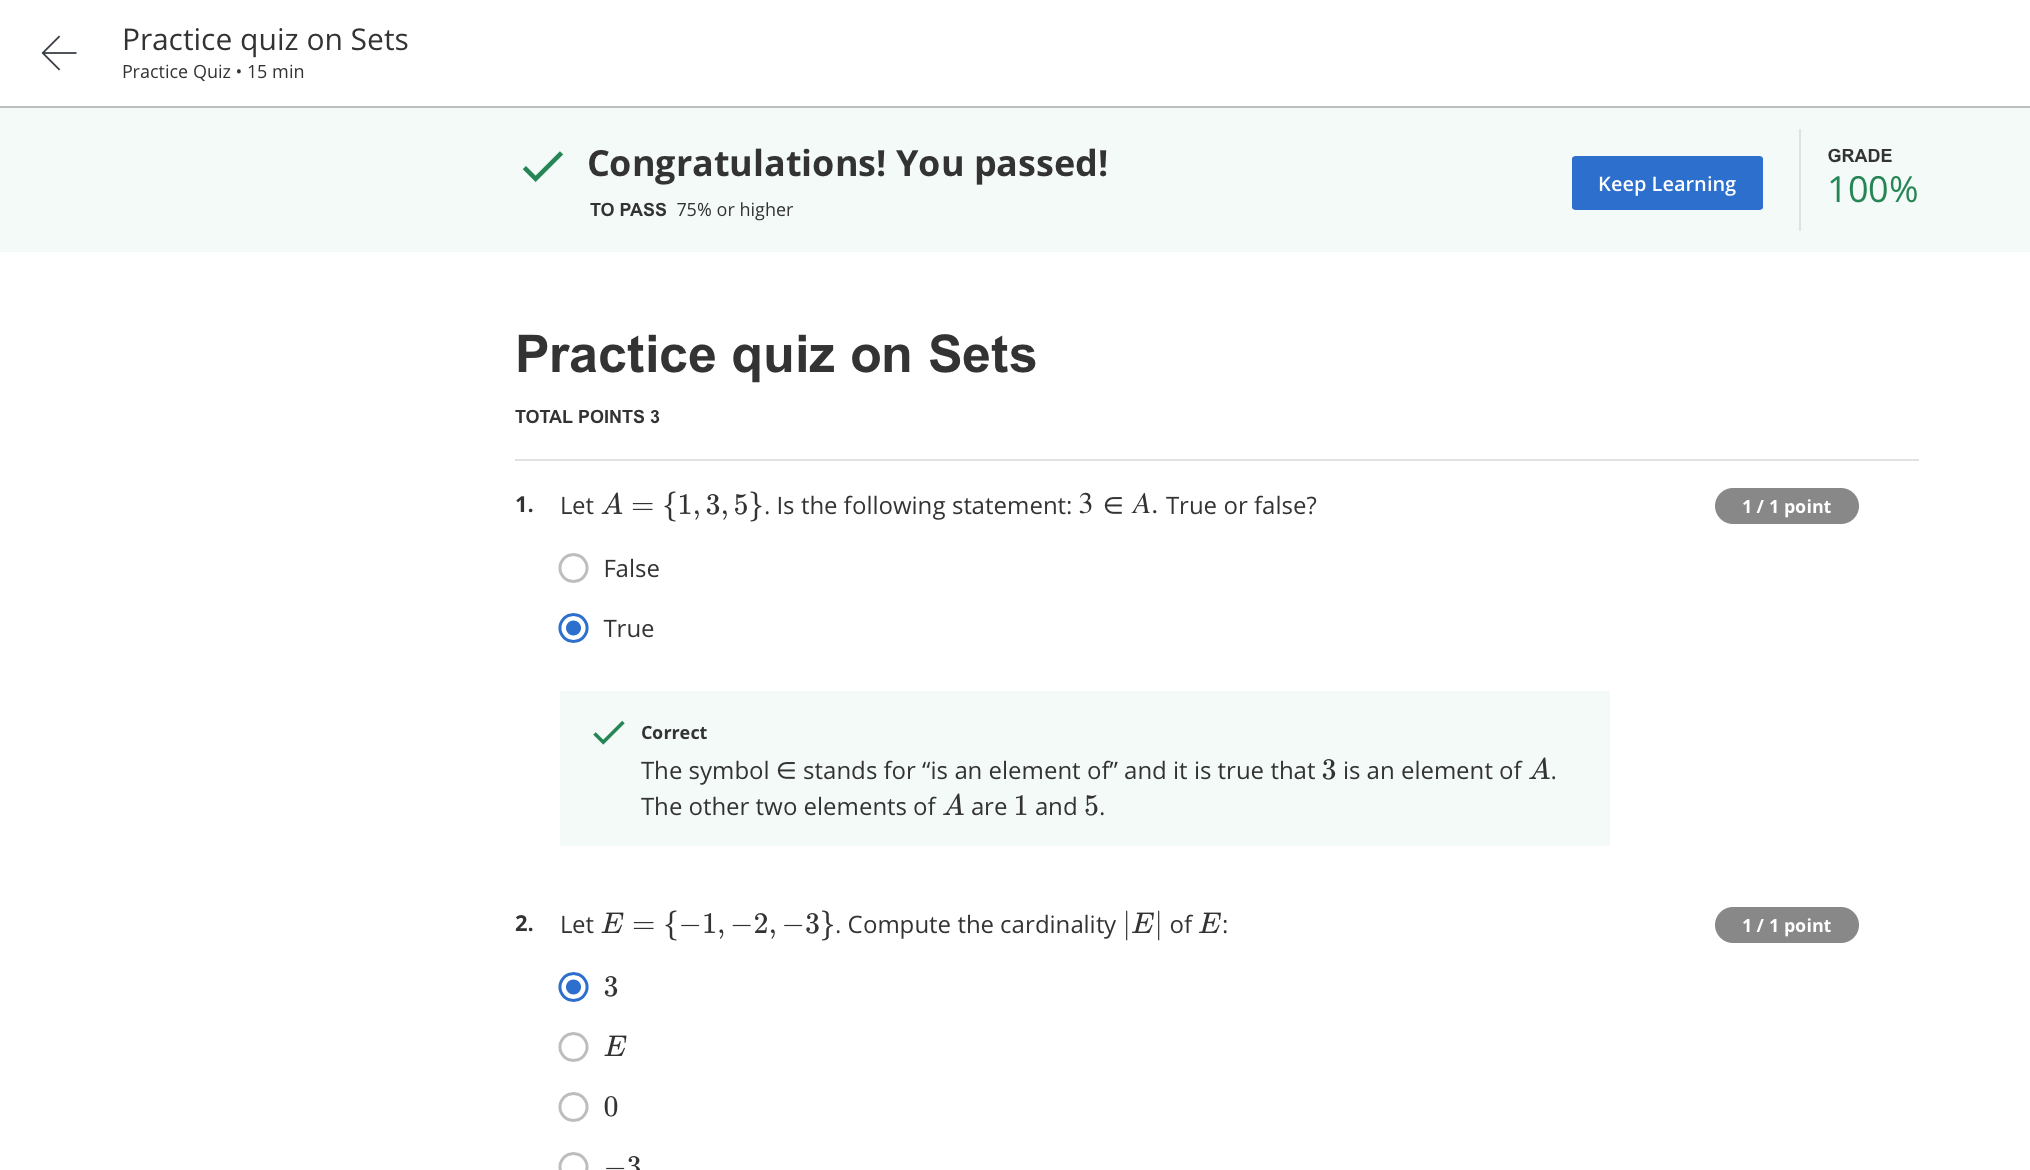 Practice quiz on Sets
Practice Quiz • 15 min
Congratulations! You passed!
TO PASS 75% or higher
Keep Learning
GRADE
100%
Practice quiz on Sets
TOTAL POINTS 3
1. Let A = {1, 3, 5}. Is the following statement: 3 ∈ A. True or false?
1 / 1 point
False
True
Correct
The symbol ∈ stands for “is an element of” and it is true that 3 is an element of A.
The other two elements of A are 1 and 5.
2. Let E = {−1, −2, −3}. Compute the cardinality |E| of E:
1 / 1 point
3
E
0
−3